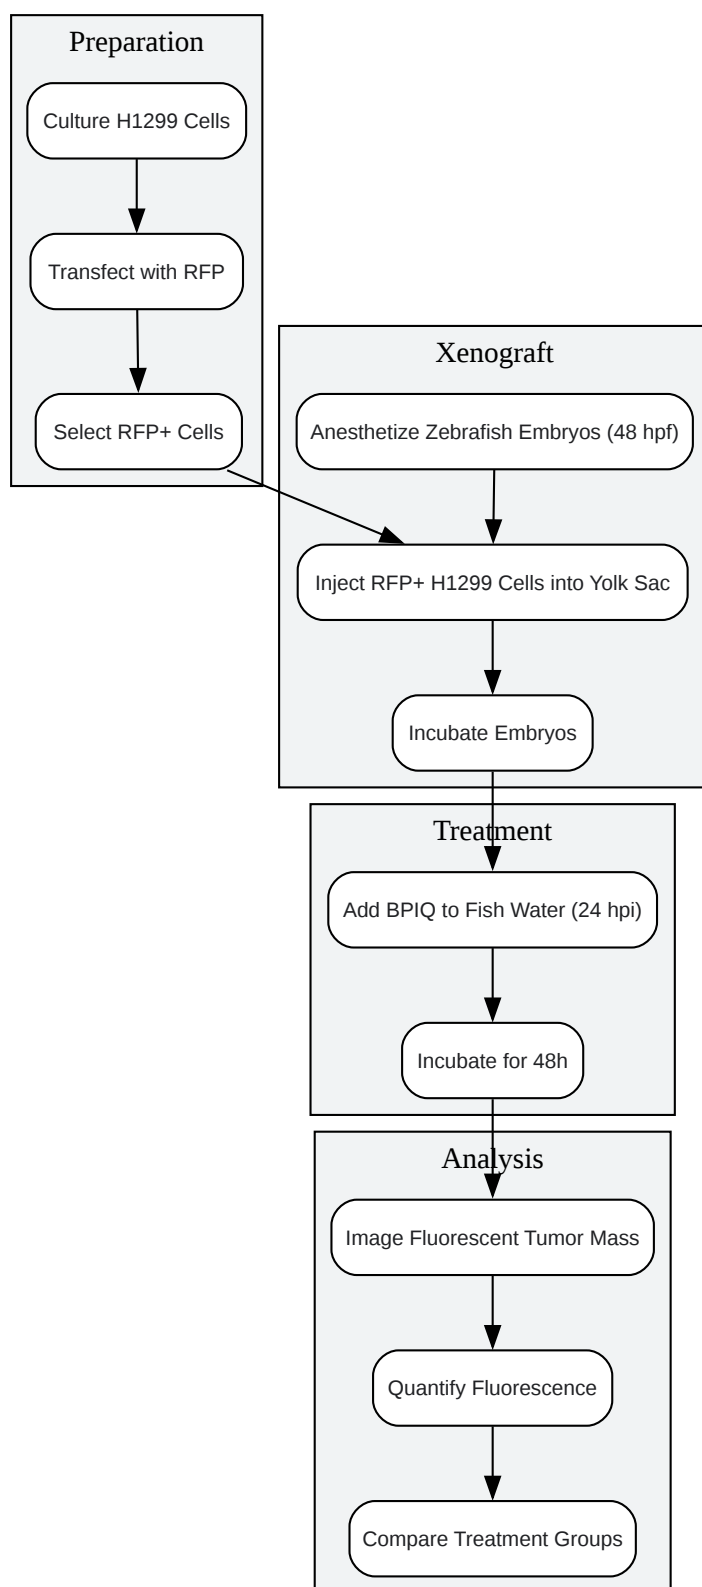 Preparation
Culture H1299 Cells
Transfect with RFP
Select RFP+ Cells
Xenograft
Anesthetize Zebrafish Embryos (48 hpf)
Inject RFP+ H1299 Cells into Yolk Sac
Incubate Embryos
Treatment
Add BPIQ to Fish Water (24 hpi)
Incubate for 48h
Analysis
Image Fluorescent Tumor Mass
Quantify Fluorescence
Compare Treatment Groups